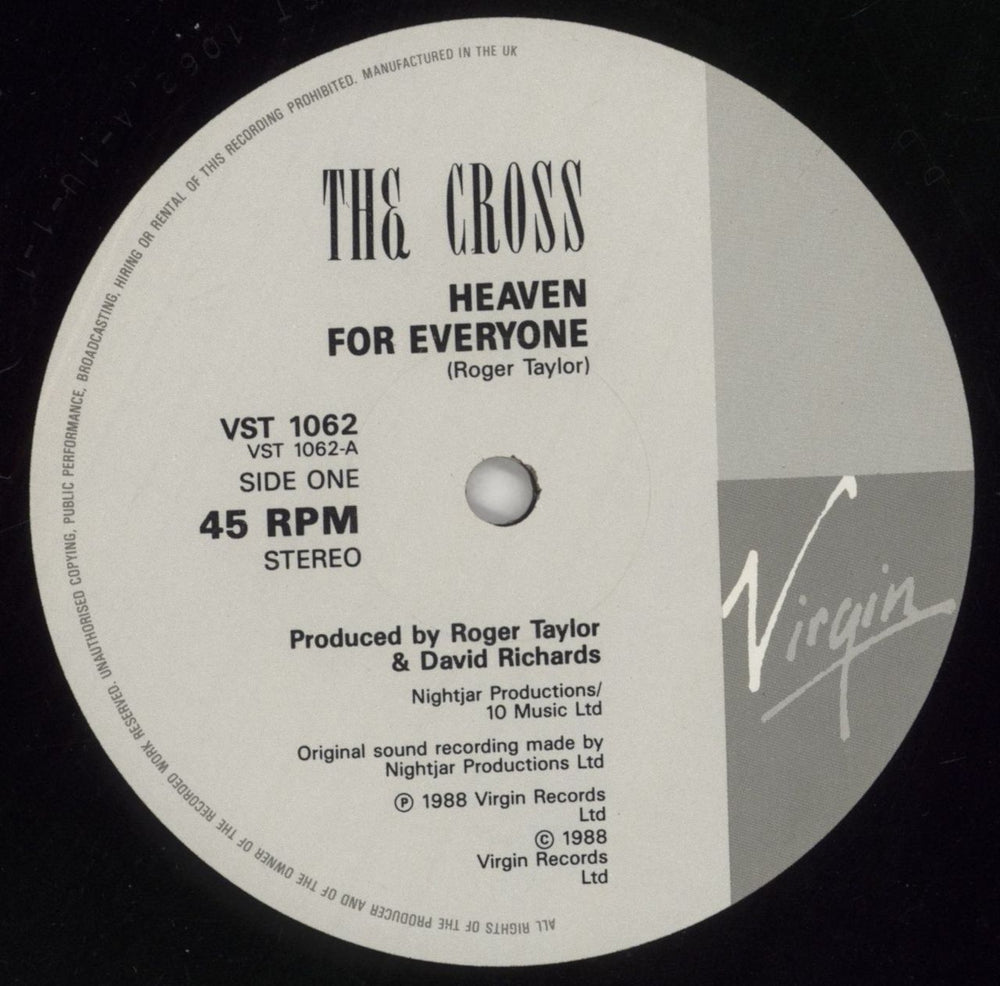 THE CROSS
HEAVEN
FOR EVERYONE
(Roger Taylor)
VST 1062
VST 1062-A
SIDE ONE
45 RPM
STEREO
Produced by Roger Taylor
& David Richards
Nightjar Productions/
10 Music Ltd
Original sound recording made by
Nightjar Productions Ltd
Ⓟ 1988 Virgin Records
Ltd
© 1988
Virgin Records
Ltd
Virgin
ALL RIGHTS OF THE PRODUCER AND OF THE OWNER OF THE RECORDED WORK RESERVED. UNAUTHORISED COPYING, PUBLIC PERFORMANCE, BROADCASTING, HIRING OR RENTAL OF THIS RECORDING PROHIBITED. MANUFACTURED IN THE UK